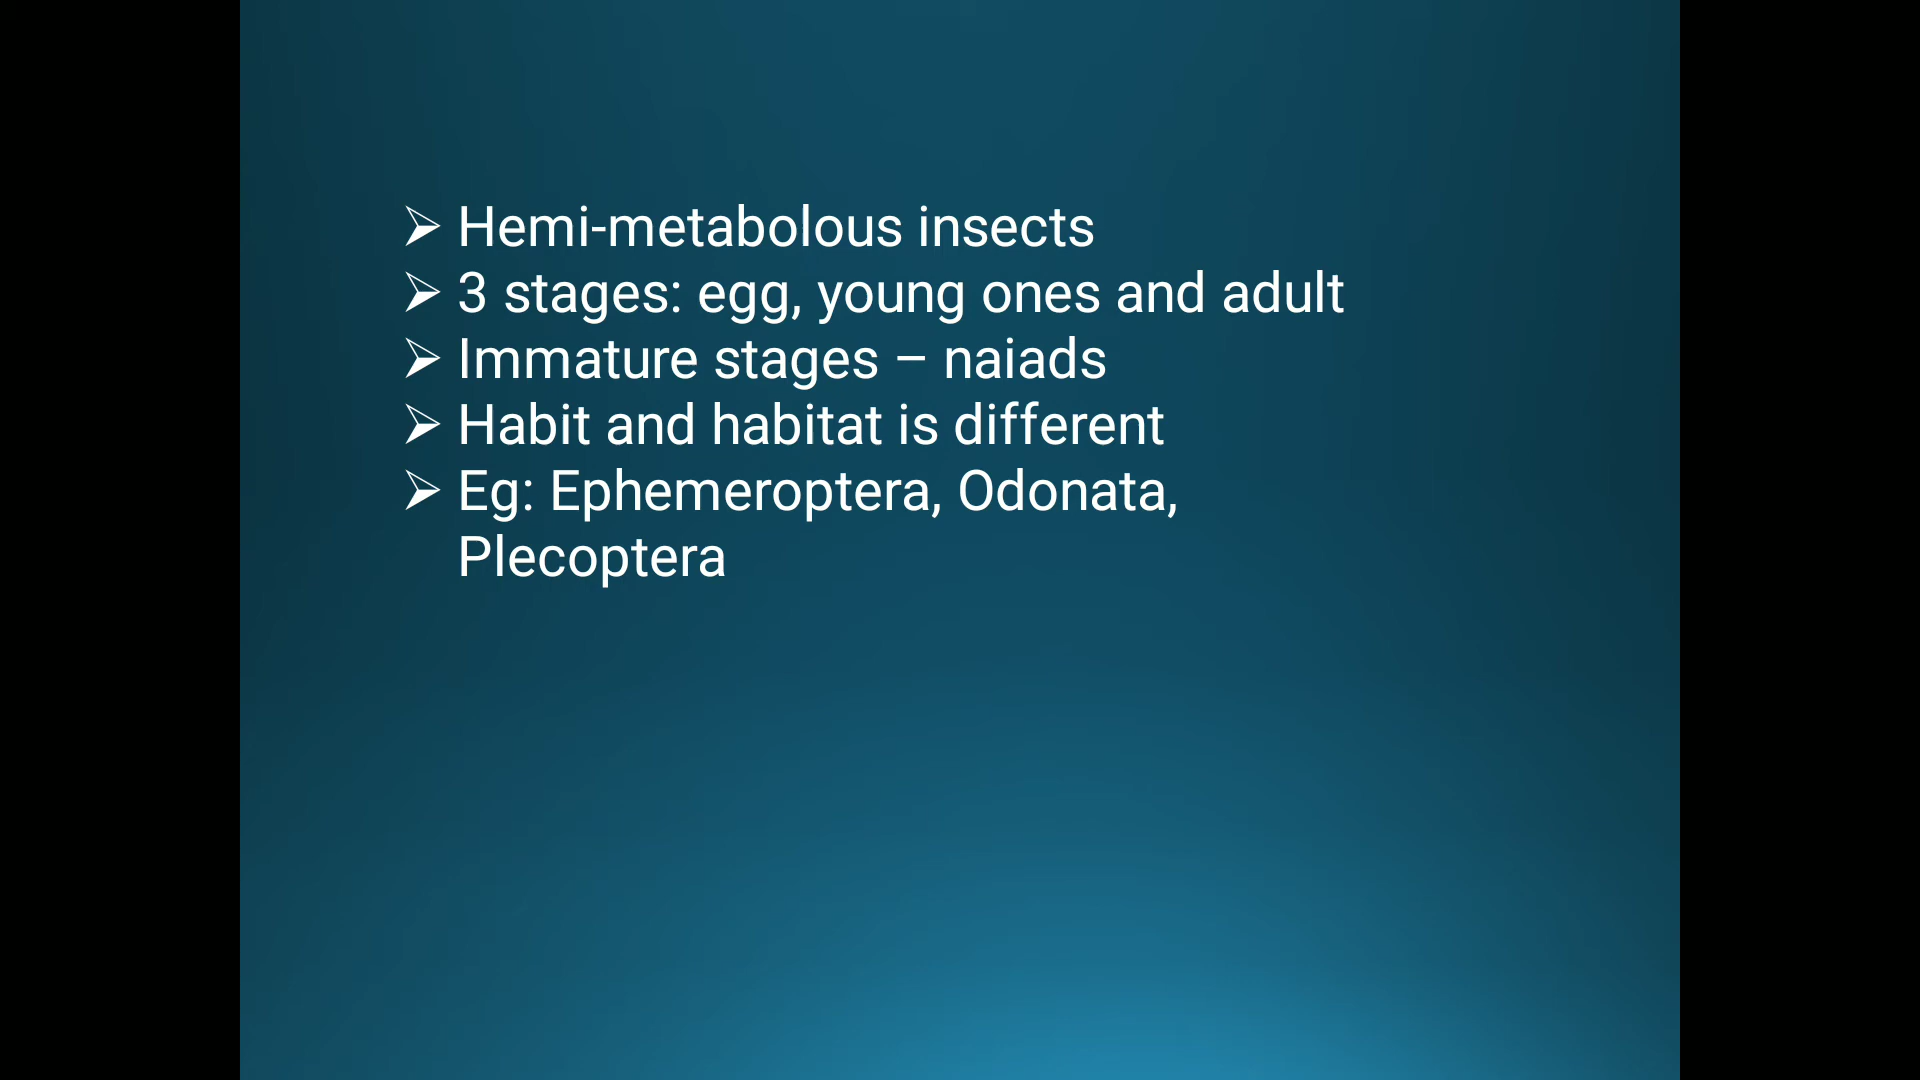 ➢ Hemi-metabolous insects
➢ 3 stages: egg, young ones and adult
➢ Immature stages – naiads
➢ Habit and habitat is different
➢ Eg: Ephemeroptera, Odonata,
Plecoptera